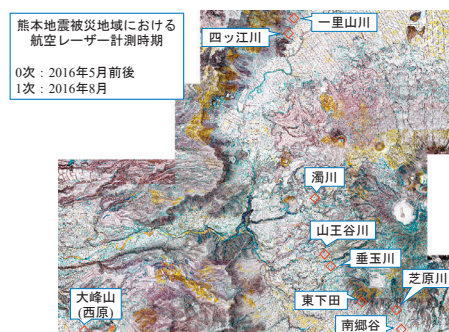 熊本地震被災地域における
航空レーザー計測時期
0次：2016年5月前後
1次：2016年8月
一里山川
四ッ江川
濁川
山王谷川
垂玉川
芝原川
東下田
南郷谷
大峰山
(西原)